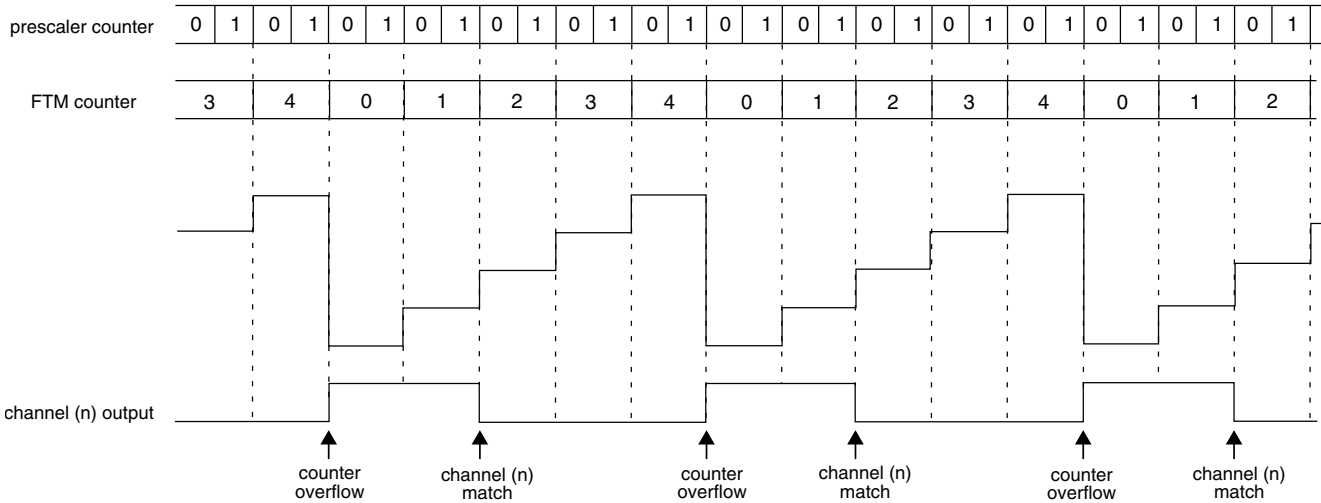 prescaler counter 0 1 0 1 0 1 0 1 0 1 0 1 0 1 0 1 0 1 0 1 0 1 0 1 0 1 0 1 0 1
FTM counter 3 4 0 1 2 3 4 0 1 2 3 4 0 1 2
channel (n) output
counter overflow
channel (n) match
counter overflow
channel (n) match
counter overflow
channel (n) match